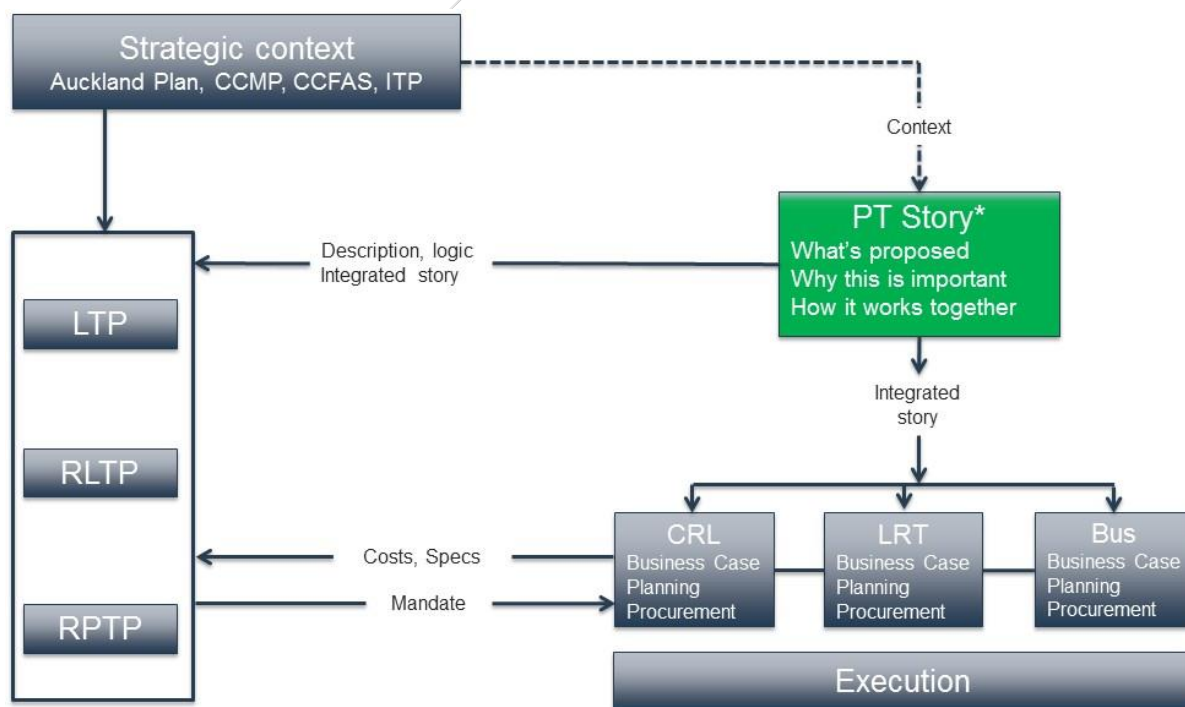 Strategic context
Auckland Plan, CCMP, CCFAS, ITP
Context
PT Story*
What's proposed
Why this is important
How it works together
Description, logic
Integrated story
LTP
RLTP
RPTP
Integrated
story
CRL
Business Case
Planning
Procurement
LRT
Business Case
Planning
Procurement
Bus
Business Case
Planning
Procurement
Costs, Specs
Mandate
Execution